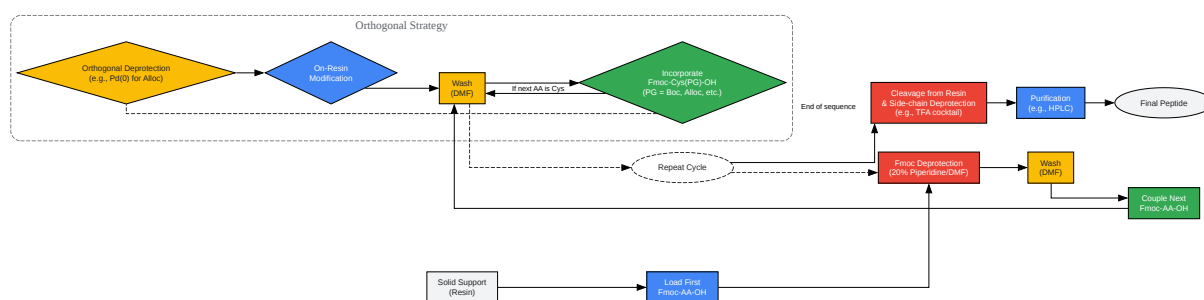 Orthogonal Strategy
Orthogonal Deprotection
(e.g., Pd(0) for Alloc)
On-Resin
Modification
Wash
(DMF)
If next AA is Cys
Incorporate
Fmoc-Cys(PG)-OH
(PG = Boc, Alloc, etc.)
End of sequence
Cleavage from Resin
& Side-chain Deprotection
(e.g., TFA cocktail)
Purification
(e.g., HPLC)
Final Peptide
Repeat Cycle
Fmoc Deprotection
(20% Piperidine/DMF)
Wash
(DMF)
Couple Next
Fmoc-AA-OH
Solid Support
(Resin)
Load First
Fmoc-AA-OH